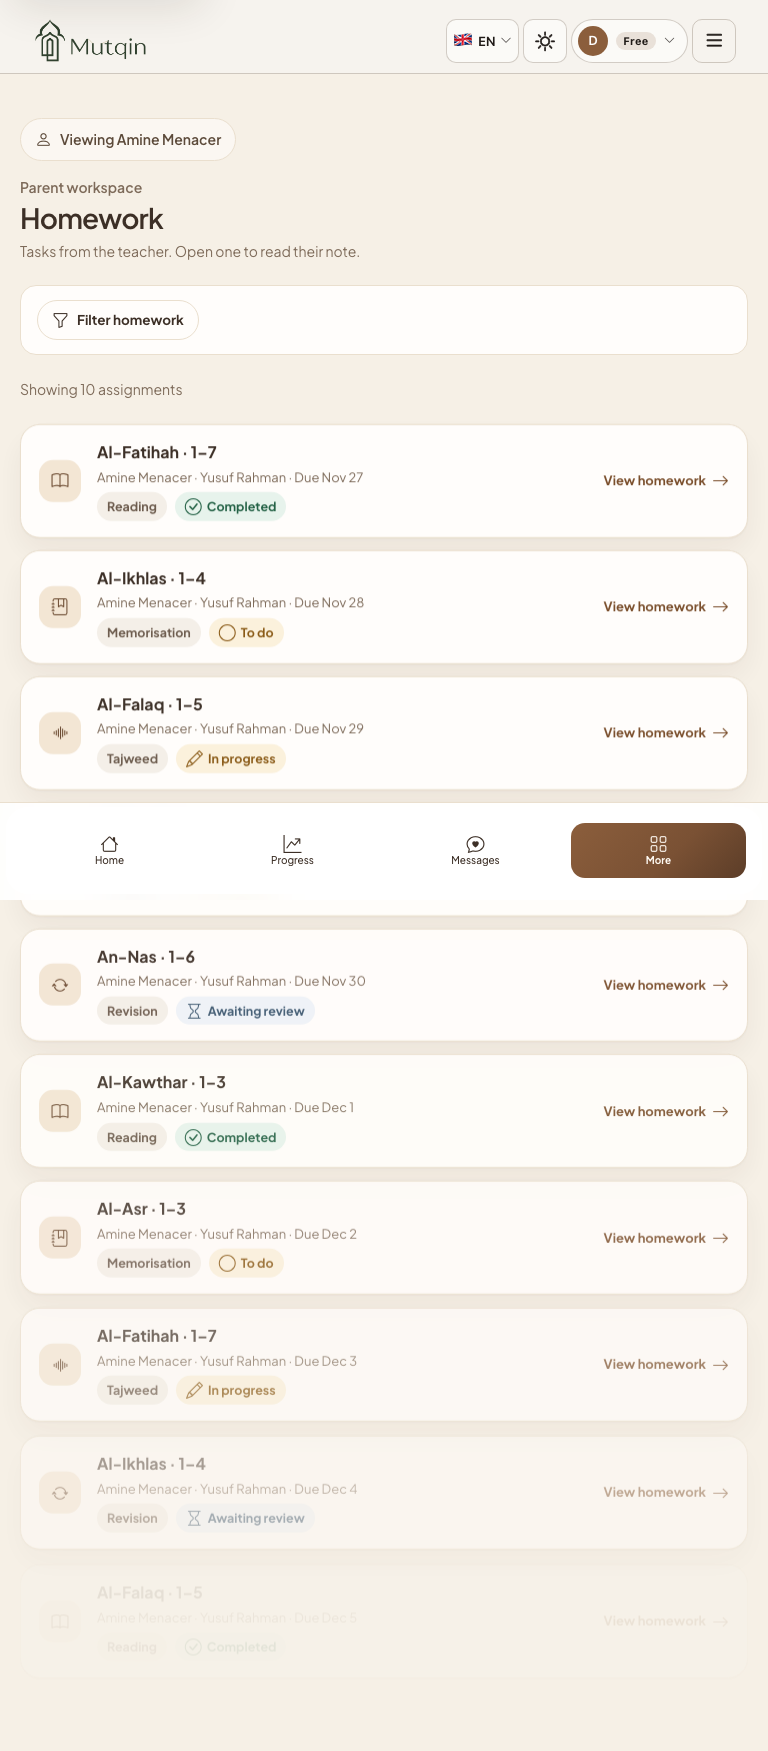 Mutqin
EN
D
Free
Viewing Amine Menacer
Parent workspace
Homework
Tasks from the teacher. Open one to read their note.
Filter homework
Showing 10 assignments
Al-Fatihah · 1–7
Amine Menacer · Yusuf Rahman · Due Nov 27
Reading
Completed
View homework
Al-Ikhlas · 1–4
Amine Menacer · Yusuf Rahman · Due Nov 28
Memorisation
To do
View homework
Al-Falaq · 1–5
Amine Menacer · Yusuf Rahman · Due Nov 29
Tajweed
In progress
View homework
Home
Progress
Messages
More
An-Nas · 1–6
Amine Menacer · Yusuf Rahman · Due Nov 30
Revision
Awaiting review
View homework
Al-Kawthar · 1–3
Amine Menacer · Yusuf Rahman · Due Dec 1
Reading
Completed
View homework
Al-Asr · 1–3
Amine Menacer · Yusuf Rahman · Due Dec 2
Memorisation
To do
View homework
Al-Fatihah · 1–7
Amine Menacer · Yusuf Rahman · Due Dec 3
Tajweed
In progress
View homework
Al-Ikhlas · 1–4
Amine Menacer · Yusuf Rahman · Due Dec 4
Revision
Awaiting review
View homework
Al-Falaq · 1–5
Amine Menacer · Yusuf Rahman · Due Dec 5
Reading
Completed
View homework